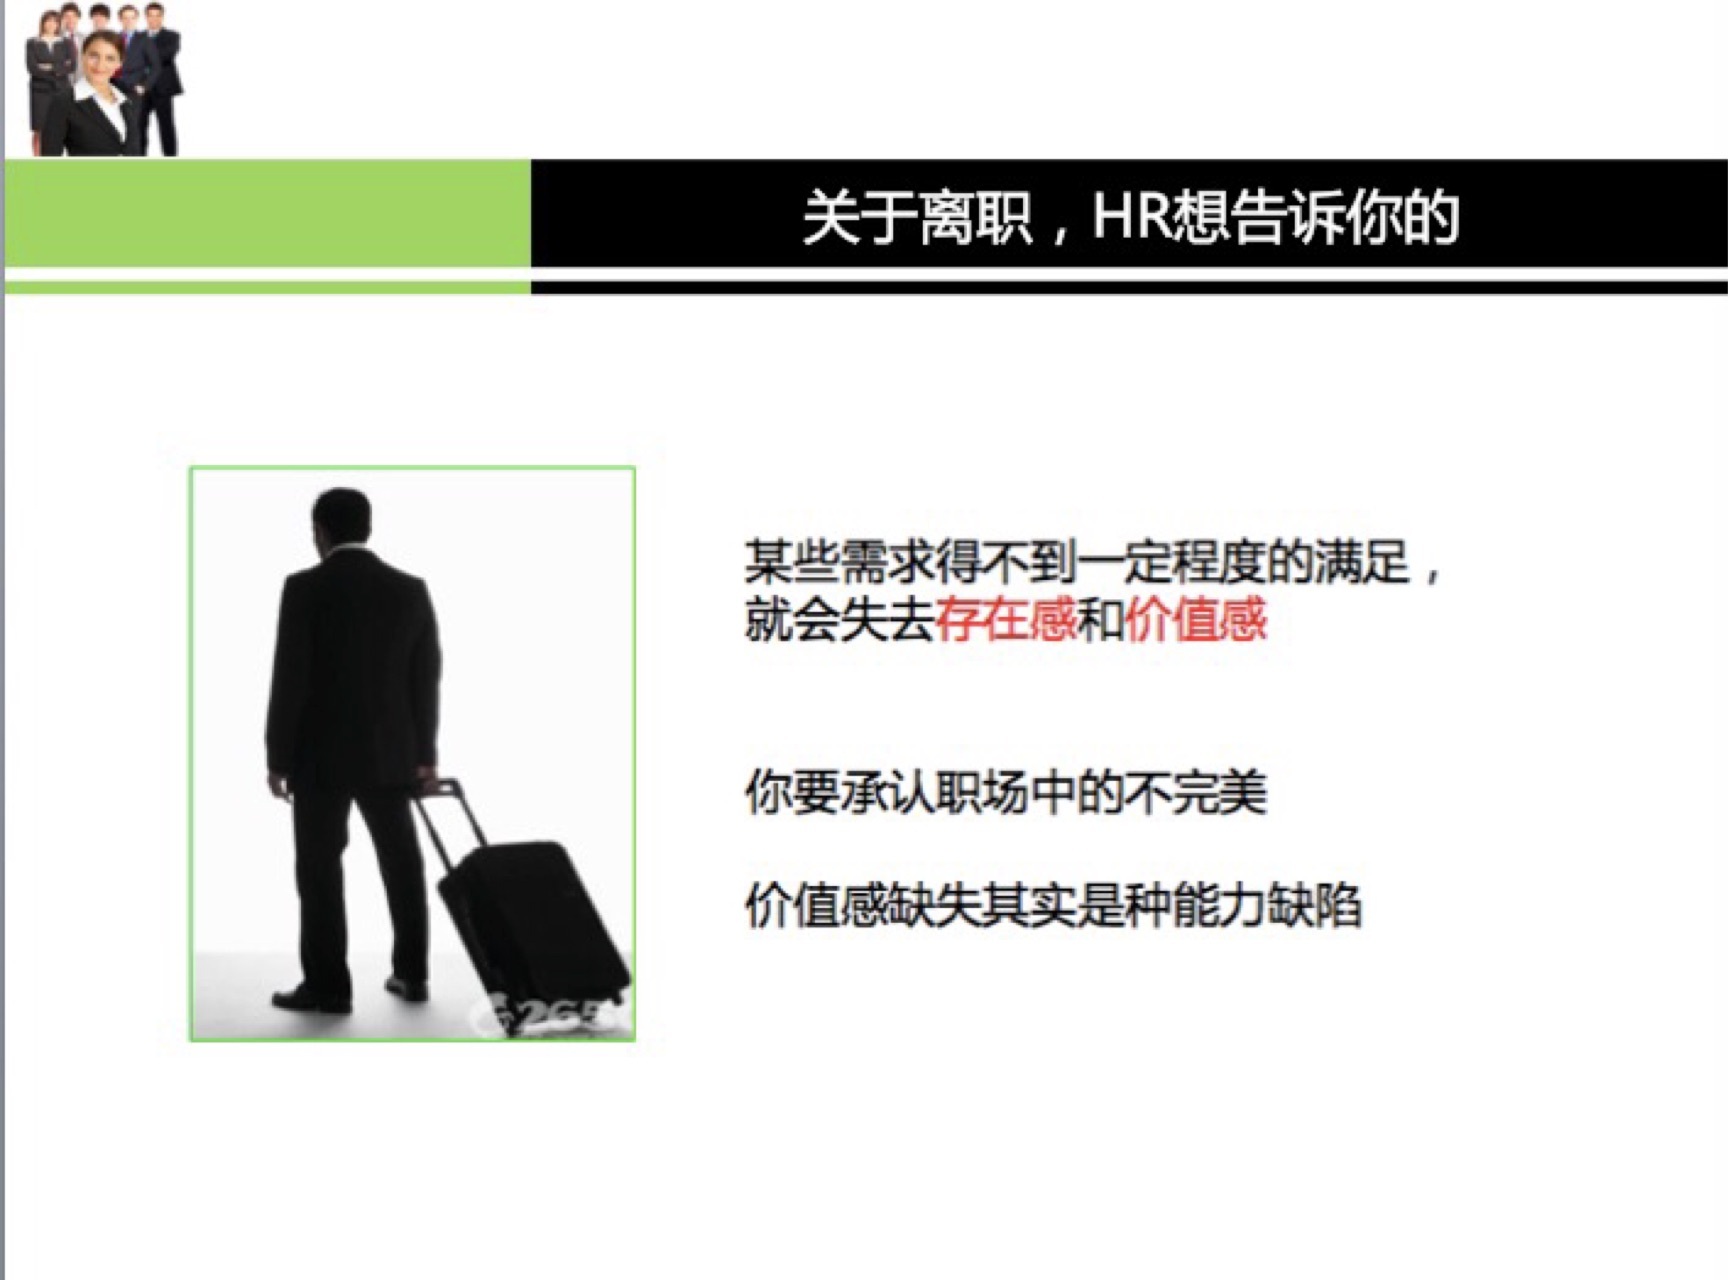 关于离职，HR想告诉你的
某些需求得不到一定程度的满足，
就会失去存在感和价值感
你要承认职场中的不完美
价值感缺失其实是种能力缺陷